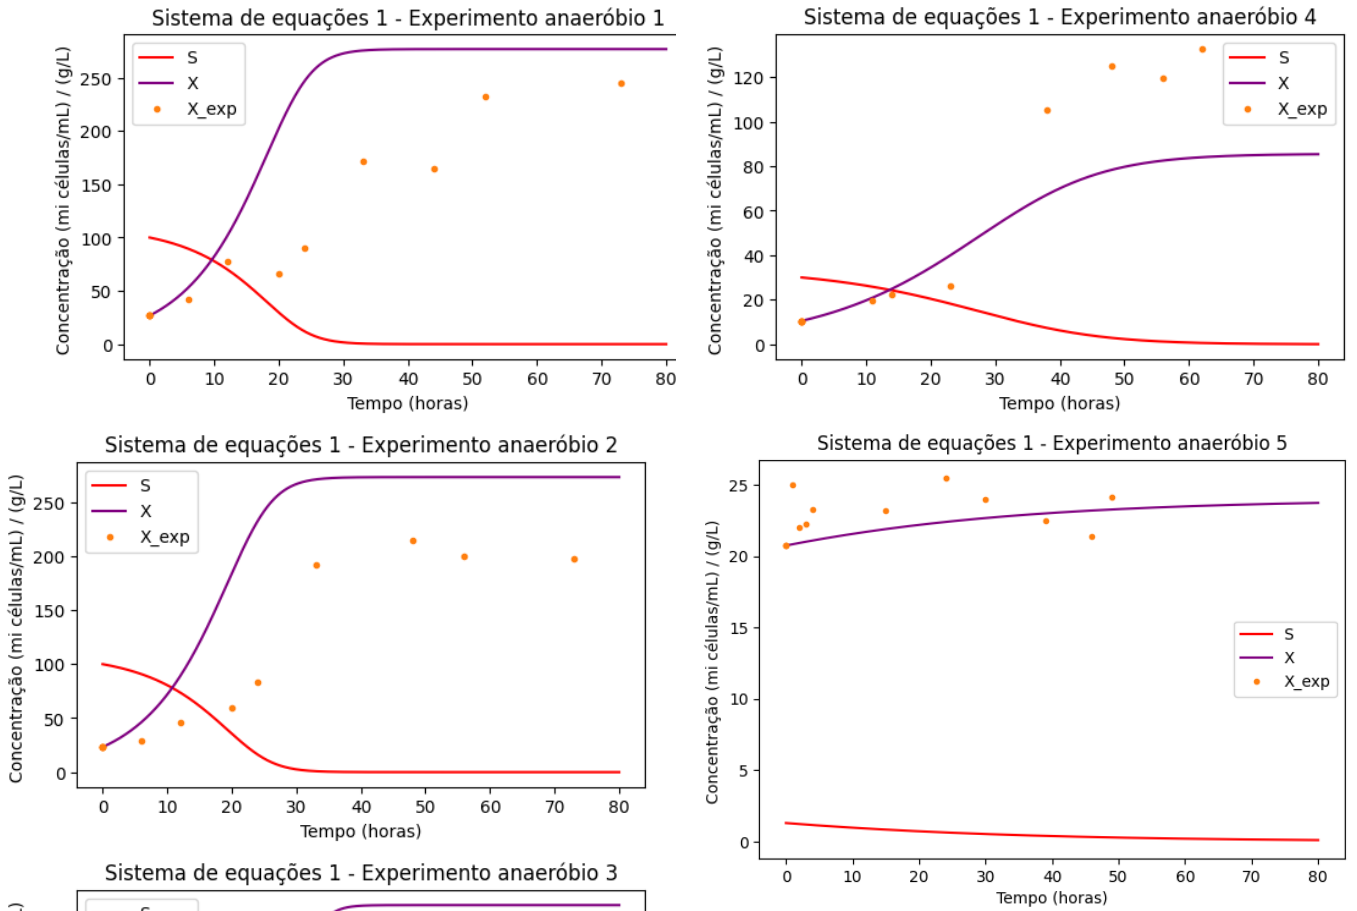 Sistema de equações 1 - Experimento anaeróbio 1
Concentração (mi células/mL) / (g/L)
250
200
150
100
50
0
S
X
X_exp
0 10 20 30 40 50 60 70 80
Tempo (horas)
Sistema de equações 1 - Experimento anaeróbio 4
Concentração (mi células/mL) / (g/L)
120
100
80
60
40
20
0
S
X
X_exp
0 10 20 30 40 50 60 70 80
Tempo (horas)
Sistema de equações 1 - Experimento anaeróbio 2
Concentração (mi células/mL) / (g/L)
250
200
150
100
50
0
S
X
X_exp
0 10 20 30 40 50 60 70 80
Tempo (horas)
Sistema de equações 1 - Experimento anaeróbio 5
Concentração (mi células/mL) / (g/L)
25
20
15
10
5
0
S
X
X_exp
0 10 20 30 40 50 60 70 80
Tempo (horas)
Sistema de equações 1 - Experimento anaeróbio 3